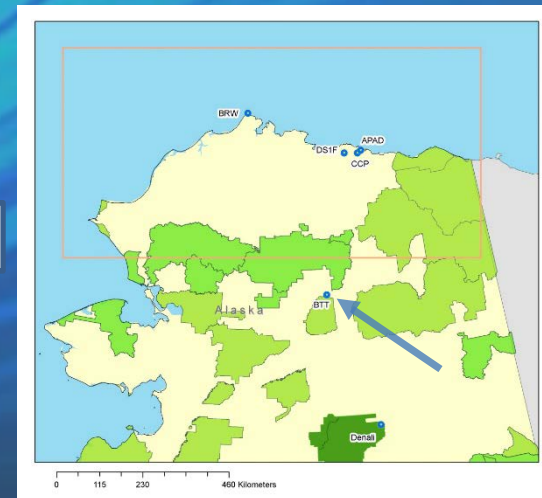 BRW
APAD
DS1F
CCP
Alaska
BTT
Denali
0 115 230 460 Kilometers